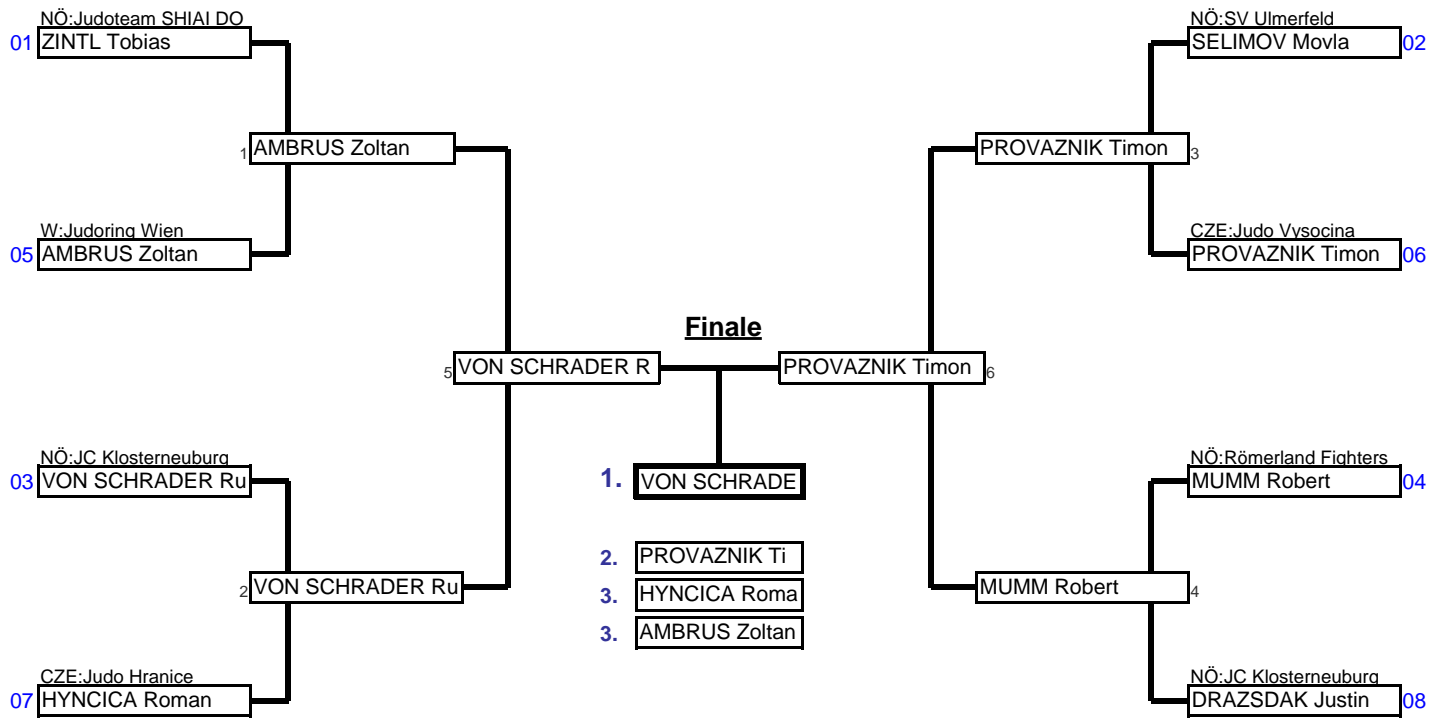 NÖ:Judoteam SHIAI DO
01 ZINTL Tobias
1 AMBRUS Zoltan
W:Judoring Wien
05 AMBRUS Zoltan
5 VON SCHRADER R
NÖ:JC Klosterneuburg
03 VON SCHRADER Ru
2 VON SCHRADER Ru
CZE:Judo Hranice
07 HYNCICA Roman
Finale
1. VON SCHRADE
2. PROVAZNIK Ti
3. HYNCICA Roma
3. AMBRUS Zoltan
NÖ:SV Ulmerfeld
SELIMOV Movla 02
PROVAZNIK Timon 3
CZE:Judo Vysocina
PROVAZNIK Timon 06
PROVAZNIK Timon 6
NÖ:Römerland Fighters
MUMM Robert 04
MUMM Robert 4
NÖ:JC Klosterneuburg
DRAZSDAK Justin 08